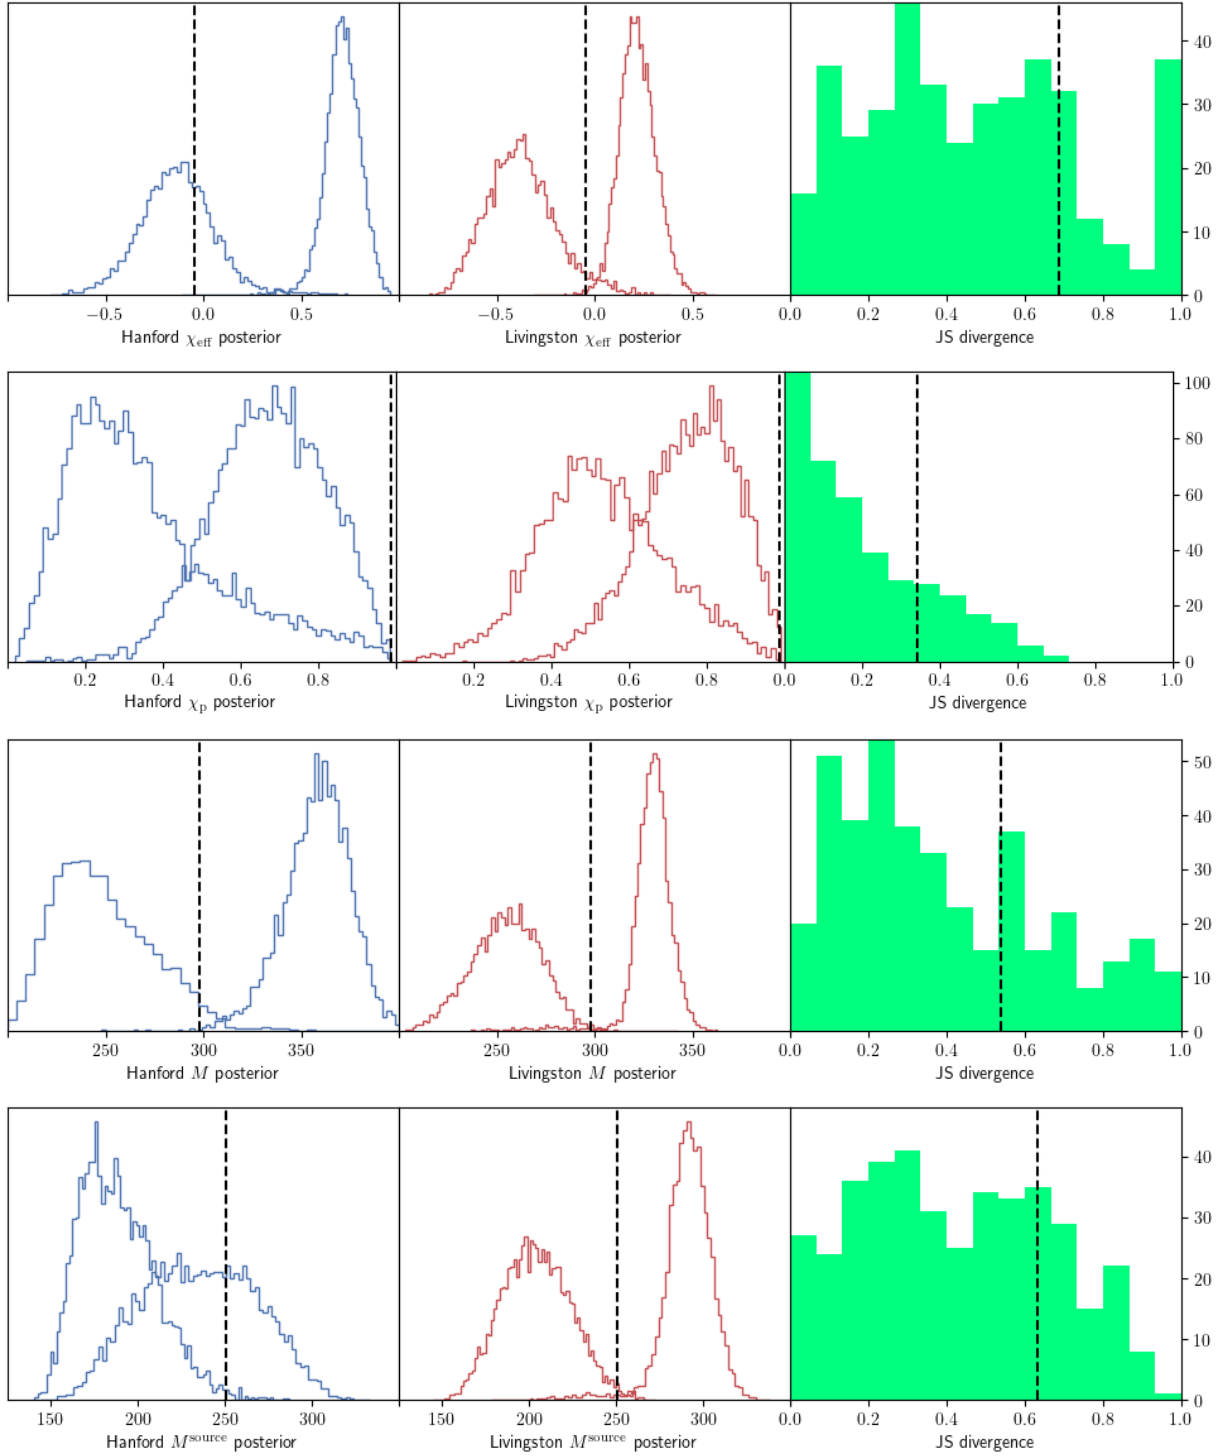 40
30
20
10
0
−0.5 0.0 0.5 −0.5 0.0 0.5 0.0 0.2 0.4 0.6 0.8 1.0
Hanford χeff posterior Livingston χeff posterior JS divergence
100
80
60
40
20
0
0.2 0.4 0.6 0.8 0.2 0.4 0.6 0.8 0.0 0.2 0.4 0.6 0.8 1.0
Hanford χp posterior Livingston χp posterior JS divergence
50
40
30
20
10
0
250 300 350 250 300 350 0.0 0.2 0.4 0.6 0.8 1.0
Hanford M posterior Livingston M posterior JS divergence
40
30
20
10
0
150 200 250 300 150 200 250 300 0.0 0.2 0.4 0.6 0.8 1.0
Hanford Msource posterior Livingston Msource posterior JS divergence